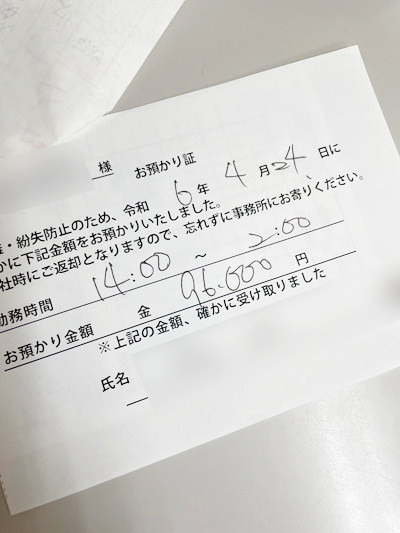 様 お預かり証
・紛失防止のため、令和 6 年 4 月 24 日に
かに下記金額をお預かりいたしました。
社時にご返却となりますので、忘れずに事務所にお寄りください。
勤務時間 14:00 ～ 2:00
お預かり金額 金 96.000 円
※上記の金額、確かに受け取りました
氏名